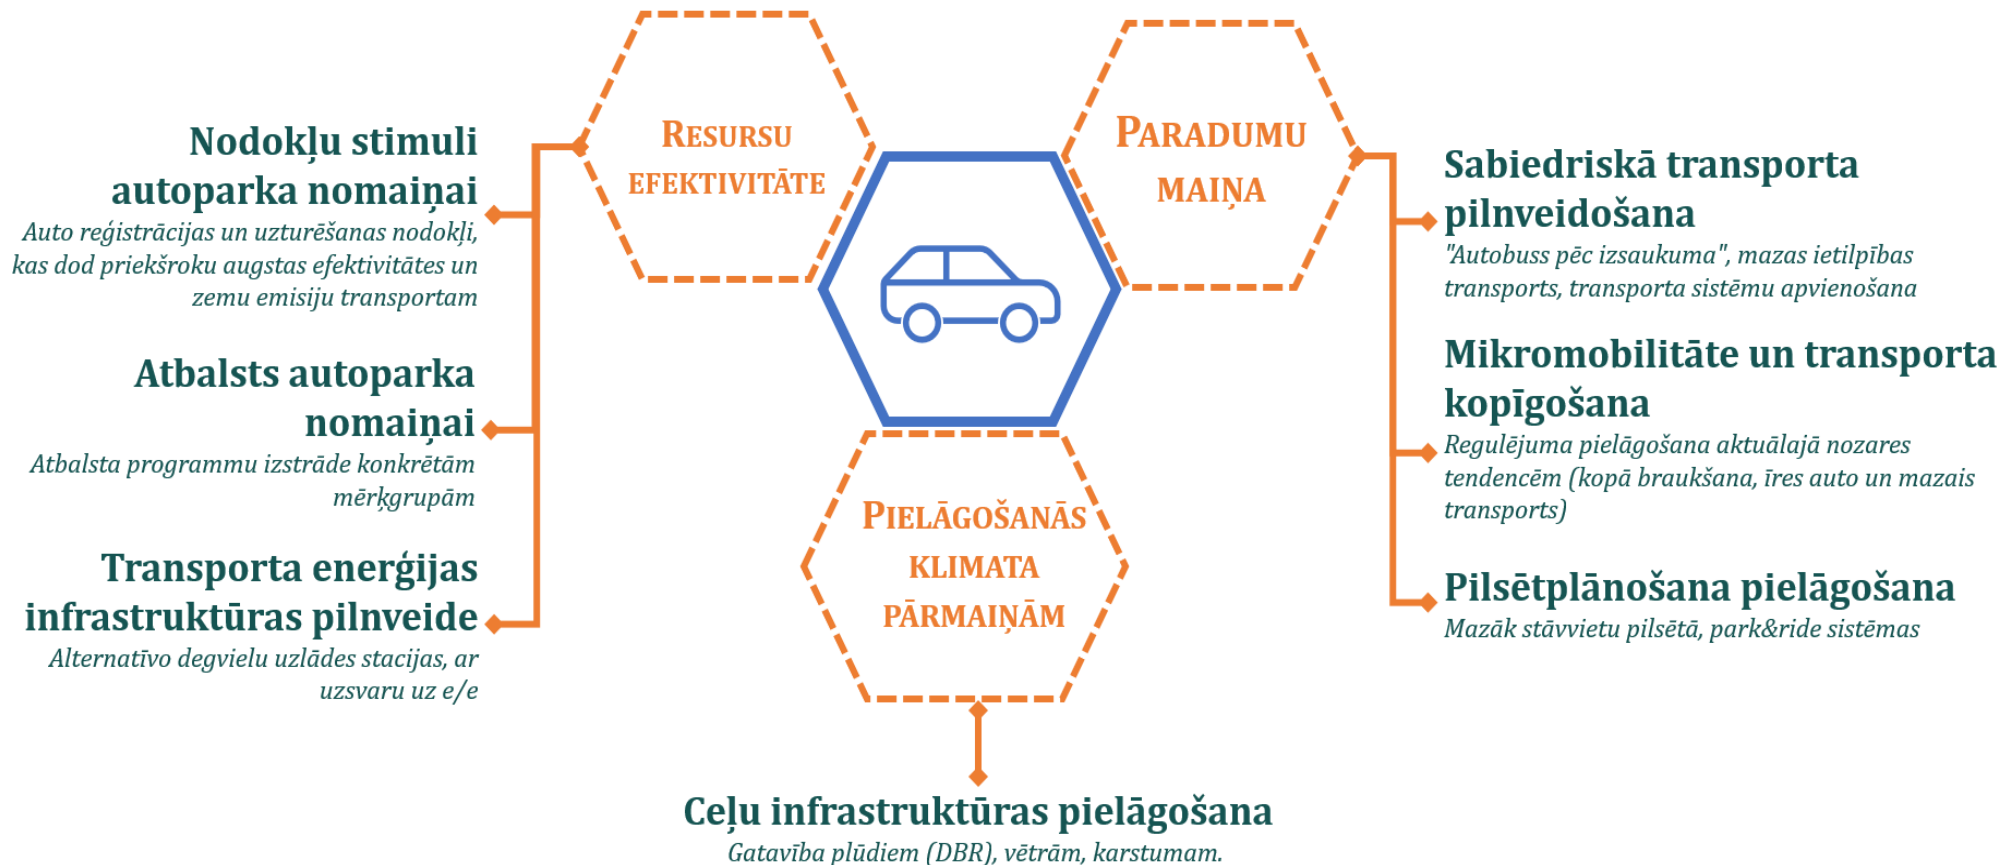 RESURSU
EFEKTIVITĀTE
Nodokļu stimuli
autoparka nomaiņai
Auto reģistrācijas un uzturēšanas nodokļi,
kas dod priekšroku augstas efektivitātes un
zemu emisiju transportam
Atbalsts autoparka
nomaiņai
Atbalsta programmu izstrāde konkrētām
mērķgrupām
Transporta enerģijas
infrastruktūras pilnveide
Alternatīvo degvielu uzlādes stacijas, ar
uzsvaru uz e/e
PARADUMU
MAIŅA
Sabiedriskā transporta
pilnveidošana
"Autobuss pēc izsaukuma", mazas ietilpības
transports, transporta sistēmu apvienošana
Mikromobilitāte un transporta
kopīgošana
Regulējuma pielāgošana aktuālajā nozares
tendencēm (kopā braukšana, īres auto un mazais
transports)
Pilsētplānošana pielāgošana
Mazāk stāvvietu pilsētā, park&ride sistēmas
PIELĀGOŠANĀS
KLIMATA
PĀRMAIŅĀM
Ceļu infrastruktūras pielāgošana
Gatavība plūdiem (DBR), vētrām, karstumam.